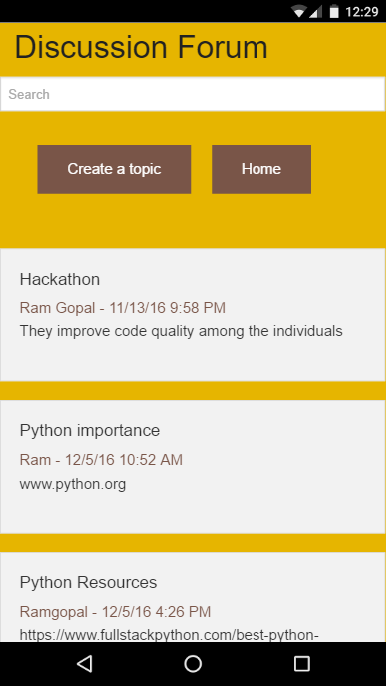 12:29
Discussion Forum
Search
Create a topic
Home
Hackathon
Ram Gopal - 11/13/16 9:58 PM
They improve code quality among the individuals
Python importance
Ram - 12/5/16 10:52 AM
www.python.org
Python Resources
Ramgopal - 12/5/16 4:26 PM
https://www.fullstackpython.com/best-python-